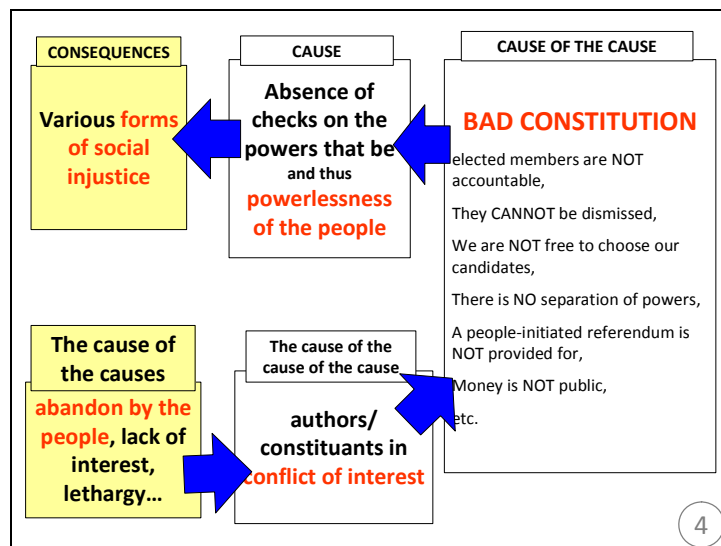 CONSEQUENCES
Various forms
of social
injustice
CAUSE
Absence of
checks on the
powers that be
and thus
powerlessness
of the people
CAUSE OF THE CAUSE
BAD CONSTITUTION
elected members are NOT
accountable,
They CANNOT be dismissed,
We are NOT free to choose our
candidates,
There is NO separation of powers,
A people-initiated referendum is
NOT provided for,
Money is NOT public,
etc.
The cause of
the causes
abandon by the
people, lack of
interest,
lethargy…
The cause of the
cause of the cause
authors/
constituants in
conflict of interest
4